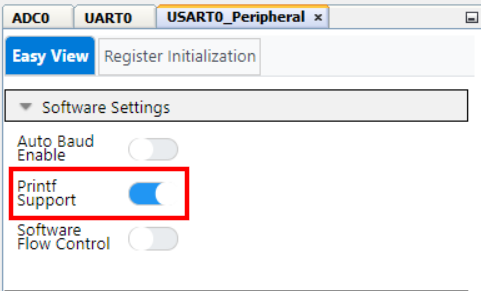 ADC0 UART0 USART0_Peripheral ×
Easy View Register Initialization
Software Settings
Auto Baud
Enable
Printf
Support
Software
Flow Control